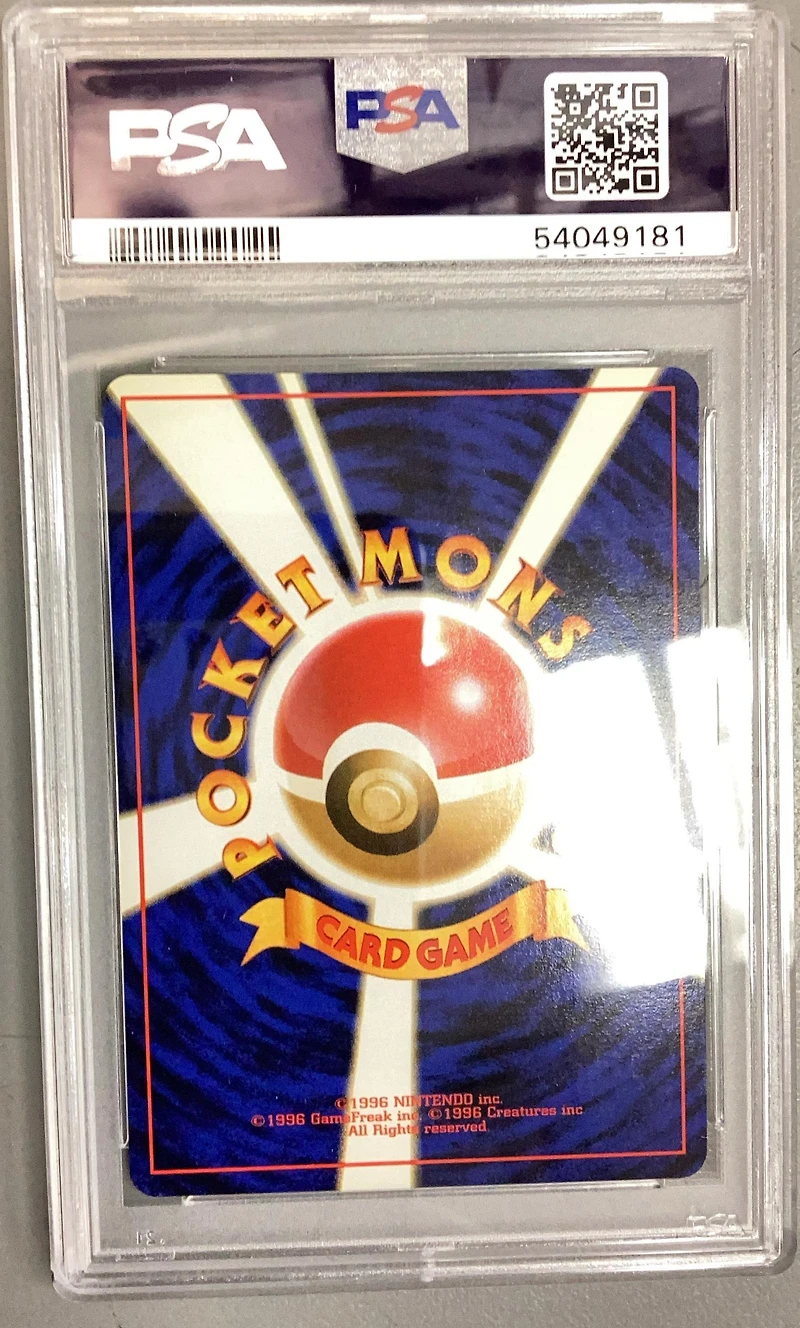 PSA PSA
54049181
POCKET MONS
CARD GAME
©1996 NINTENDO inc.
©1996 GameFreak inc. ©1996 Creatures inc
All Rights reserved.
PSA